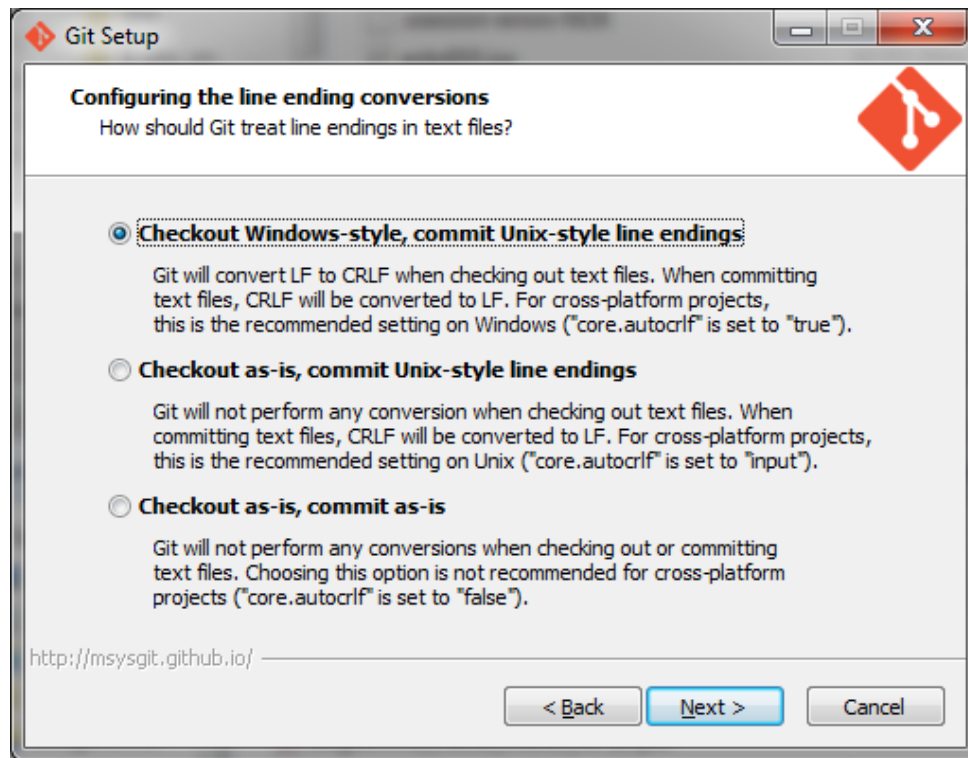 Git Setup
Configuring the line ending conversions
How should Git treat line endings in text files?
Checkout Windows-style, commit Unix-style line endings
Git will convert LF to CRLF when checking out text files. When committing
text files, CRLF will be converted to LF. For cross-platform projects,
this is the recommended setting on Windows ("core.autocrlf" is set to "true").
Checkout as-is, commit Unix-style line endings
Git will not perform any conversion when checking out text files. When
committing text files, CRLF will be converted to LF. For cross-platform projects,
this is the recommended setting on Unix ("core.autocrlf" is set to "input").
Checkout as-is, commit as-is
Git will not perform any conversions when checking out or committing
text files. Choosing this option is not recommended for cross-platform
projects ("core.autocrlf" is set to "false").
http://msysgit.github.io/
< Back Next > Cancel